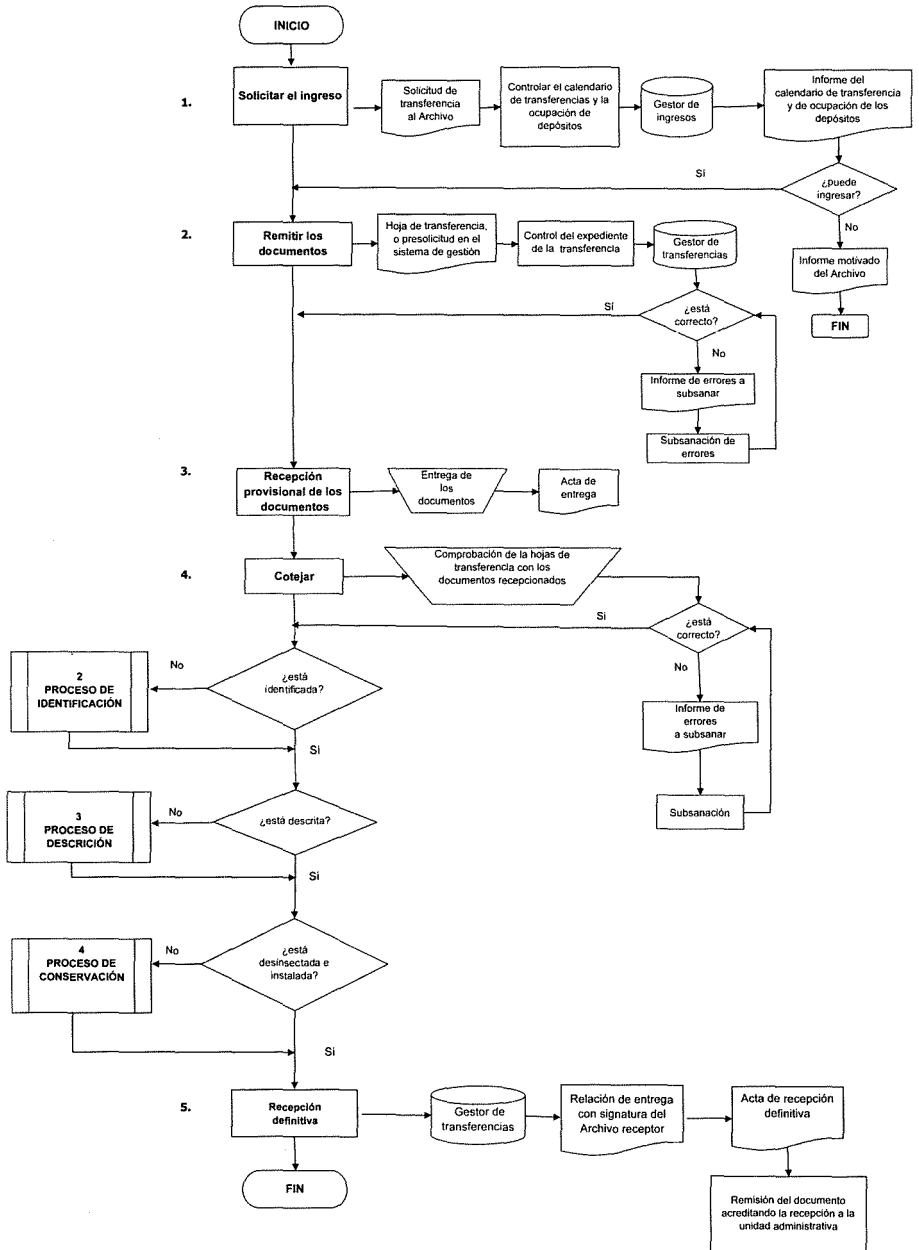 INICIO
1.
Solicitar el ingreso
Solicitud de
transferencia
al Archivo
Controlar el calendario
de transferencias y la
ocupación de
depósitos
Gestor de
ingresos
Informe del
calendario de transferencia
y de ocupación de los
depósitos
¿puede
ingresar?
Sí
No
Informe motivado
del Archivo
FIN
2.
Remitir los
documentos
Hoja de transferencia,
o presolicitud en el
sistema de gestión
Control del expediente
de la transferencia
Gestor de
transferencias
¿está
correcto?
Sí
No
Informe de errores a
subsanar
Subsanación de
errores
3.
Recepción
provisional de los
documentos
Entrega de
los
documentos
Acta de
entrega
4.
Cotejar
Comprobación de la hojas de
transferencia con los
documentos recepcionados
¿está
correcto?
Si
No
Informe de
errores
a subsanar
Subsanación
¿está
identificada?
No
2
PROCESO DE
IDENTIFICACIÓN
Si
¿está descrita?
No
3
PROCESO DE
DESCRICIÓN
Si
¿está
desinsectada e
instalada?
No
4
PROCESO DE
CONSERVACIÓN
Si
5.
Recepción
definitiva
Gestor de
transferencias
Relación de entrega
con signatura del
Archivo receptor
Acta de recepción
definitiva
Remisión del documento
acreditando la recepción a la
unidad administrativa
FIN